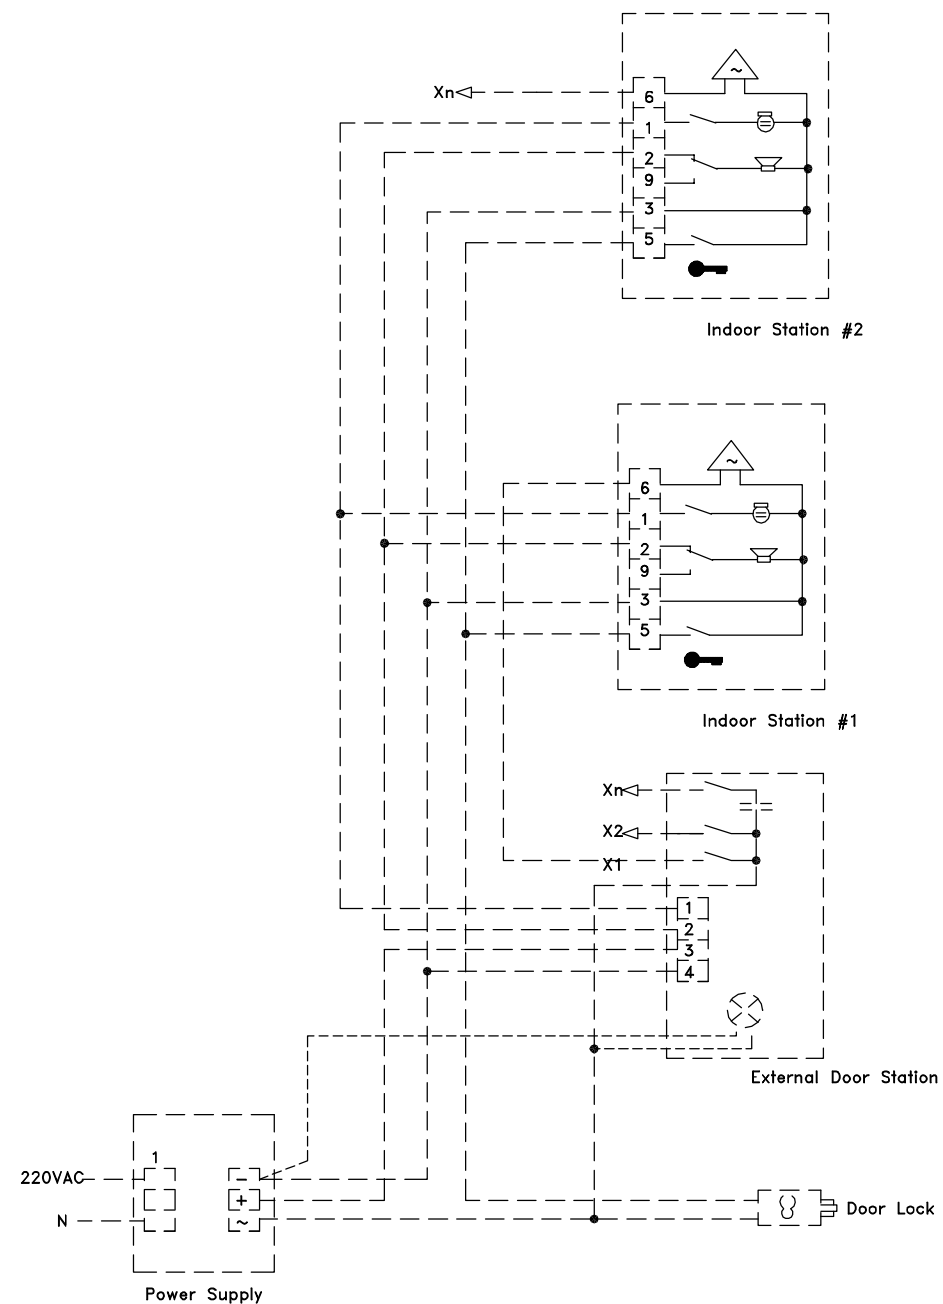 Xn
6
1
2
9
3
5
Indoor Station #2
6
1
2
9
3
5
Indoor Station #1
Xn
X2
X1
1
2
3
4
External Door Station
1
220VAC
−
+
N
~
Door Lock
Power Supply